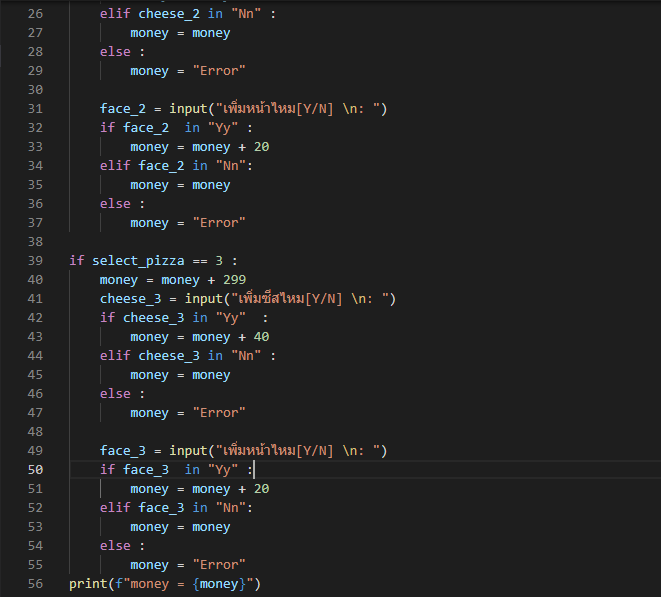 26 elif cheese_2 in "Nn" :
27 money = money
28 else :
29 money = "Error"
30
31 face_2 = input("เพิ่มหน้าไหม[Y/N] \n: ")
32 if face_2  in "Yy" :
33 money = money + 20
34 elif face_2 in "Nn":
35 money = money
36 else :
37 money = "Error"
38
39 if select_pizza == 3 :
40 money = money + 299
41 cheese_3 = input("เพิ่มชีสไหม[Y/N] \n: ")
42 if cheese_3 in "Yy"  :
43 money = money + 40
44 elif cheese_3 in "Nn" :
45 money = money
46 else :
47 money = "Error"
48
49 face_3 = input("เพิ่มหน้าไหม[Y/N] \n: ")
50 if face_3  in "Yy" :
51 money = money + 20
52 elif face_3 in "Nn":
53 money = money
54 else :
55 money = "Error"
56 print(f"money = {money}")